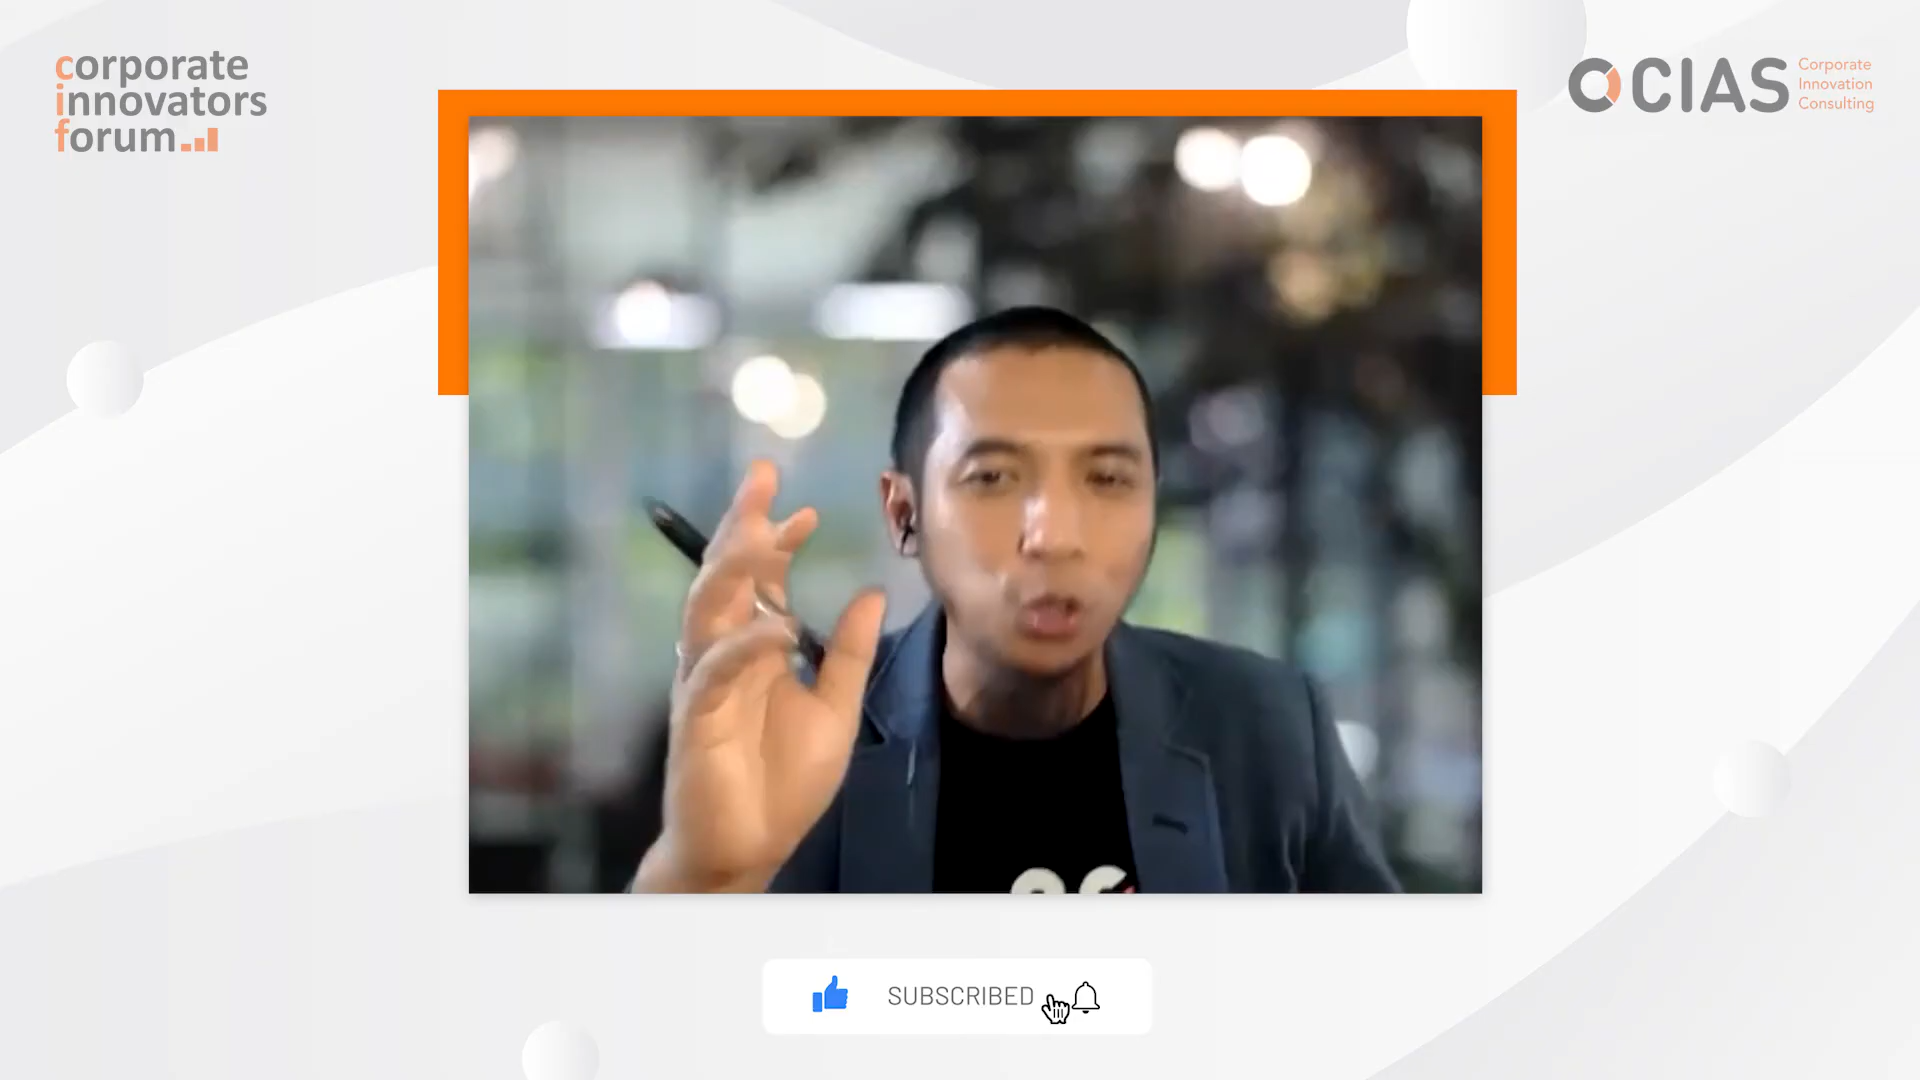 corporate
innovators
forum
CIAS
Corporate
Innovation
Consulting
SUBSCRIBED